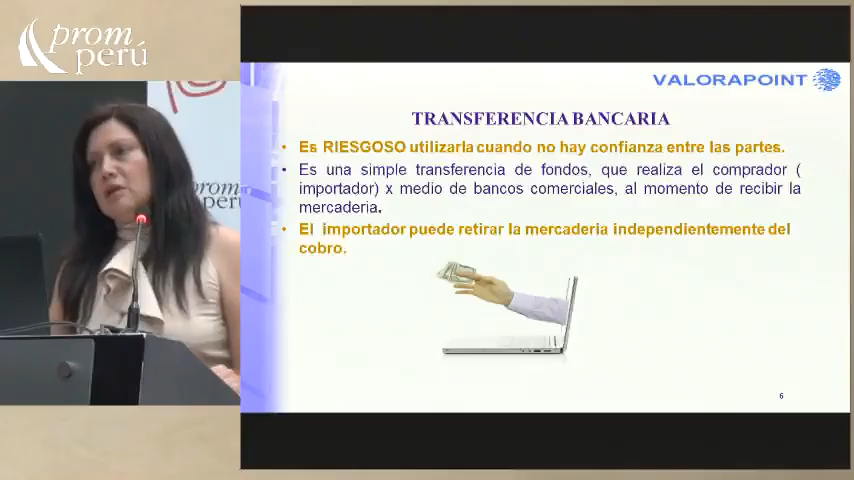 prom
perú
prom
perú
VALORAPOINT
TRANSFERENCIA BANCARIA
• Es RIESGOSO utilizarla cuando no hay confianza entre las partes.
• Es una simple transferencia de fondos, que realiza el comprador (
importador) x medio de bancos comerciales, al momento de recibir la
mercaderia.
• El importador puede retirar la mercaderia independientemente del
cobro.
6